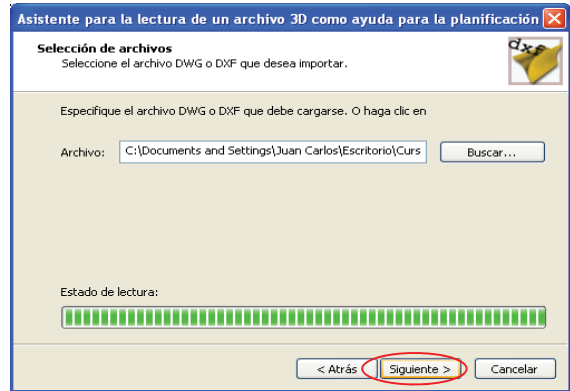 Asistente para la lectura de un archivo 3D como ayuda para la planificación
Selección de archivos
Seleccione el archivo DWG o DXF que desea importar.
dxf
Especifique el archivo DWG o DXF que debe cargarse. O haga clic en
Archivo: C:\Documents and Settings\Juan Carlos\Escritorio\Curs Buscar...
Estado de lectura:
< Atrás Siguiente > Cancelar